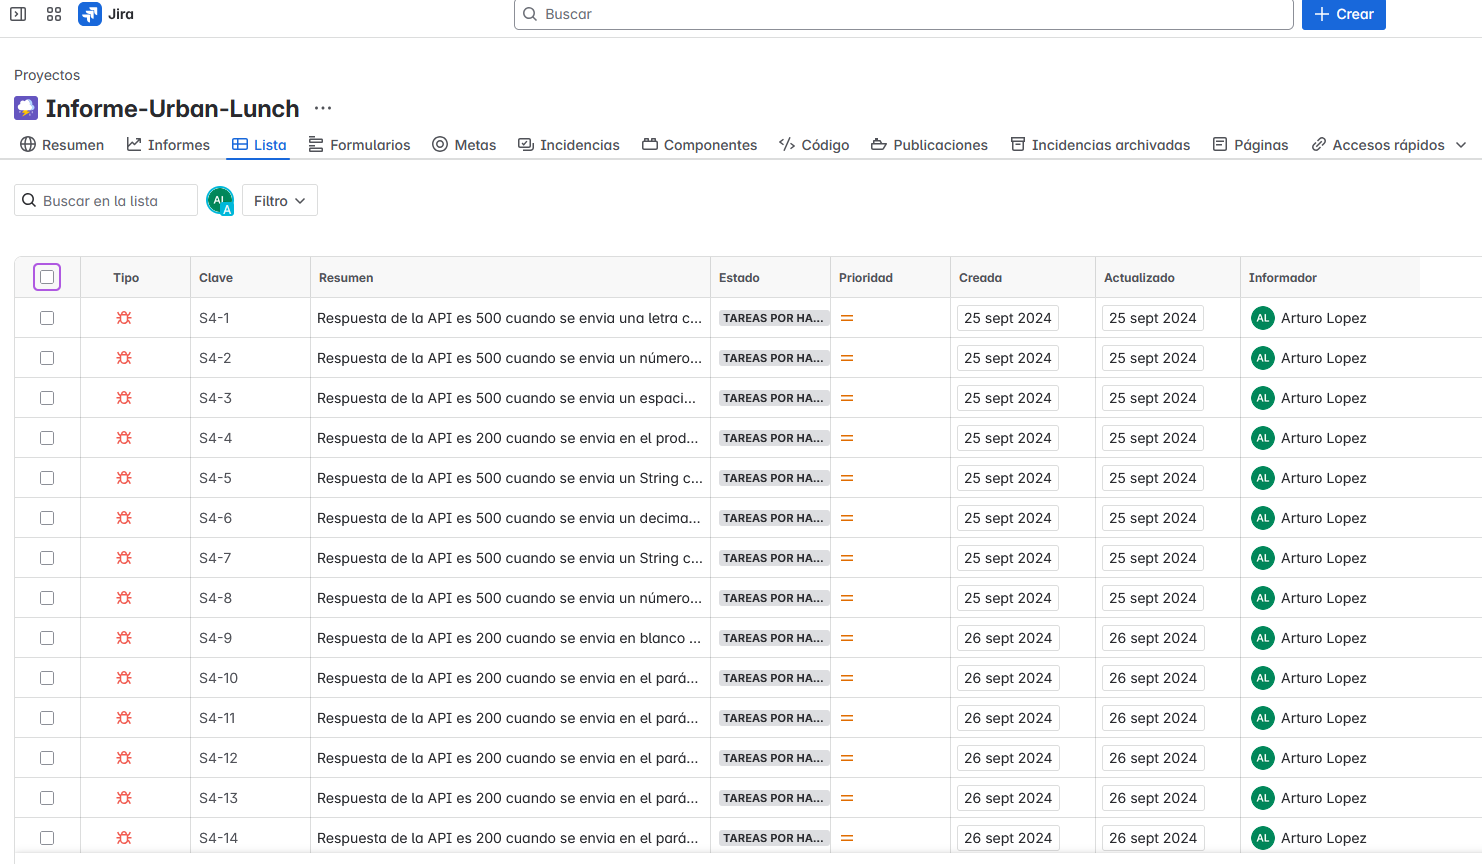 Jira
Buscar
Crear
Proyectos
Informe-Urban-Lunch
Resumen Informes Lista Formularios Metas Incidencias Componentes Código Publicaciones Incidencias archivadas Páginas Accesos rápidos
Buscar en la lista AL A Filtro
Tipo Clave Resumen Estado Prioridad Creada Actualizado Informador
S4-1 Respuesta de la API es 500 cuando se envia una letra c... TAREAS POR HA... 25 sept 2024 25 sept 2024 AL Arturo Lopez
S4-2 Respuesta de la API es 500 cuando se envia un número... TAREAS POR HA... 25 sept 2024 25 sept 2024 AL Arturo Lopez
S4-3 Respuesta de la API es 500 cuando se envia un espaci... TAREAS POR HA... 25 sept 2024 25 sept 2024 AL Arturo Lopez
S4-4 Respuesta de la API es 200 cuando se envia en el prod... TAREAS POR HA... 25 sept 2024 25 sept 2024 AL Arturo Lopez
S4-5 Respuesta de la API es 500 cuando se envia un String c... TAREAS POR HA... 25 sept 2024 25 sept 2024 AL Arturo Lopez
S4-6 Respuesta de la API es 500 cuando se envia un decima... TAREAS POR HA... 25 sept 2024 25 sept 2024 AL Arturo Lopez
S4-7 Respuesta de la API es 500 cuando se envia un String c... TAREAS POR HA... 25 sept 2024 25 sept 2024 AL Arturo Lopez
S4-8 Respuesta de la API es 500 cuando se envia un número... TAREAS POR HA... 25 sept 2024 25 sept 2024 AL Arturo Lopez
S4-9 Respuesta de la API es 200 cuando se envia en blanco ... TAREAS POR HA... 26 sept 2024 26 sept 2024 AL Arturo Lopez
S4-10 Respuesta de la API es 200 cuando se envia en el pará... TAREAS POR HA... 26 sept 2024 26 sept 2024 AL Arturo Lopez
S4-11 Respuesta de la API es 200 cuando se envia en el pará... TAREAS POR HA... 26 sept 2024 26 sept 2024 AL Arturo Lopez
S4-12 Respuesta de la API es 200 cuando se envia en el pará... TAREAS POR HA... 26 sept 2024 26 sept 2024 AL Arturo Lopez
S4-13 Respuesta de la API es 200 cuando se envia en el pará... TAREAS POR HA... 26 sept 2024 26 sept 2024 AL Arturo Lopez
S4-14 Respuesta de la API es 200 cuando se envia en el pará... TAREAS POR HA... 26 sept 2024 26 sept 2024 AL Arturo Lopez